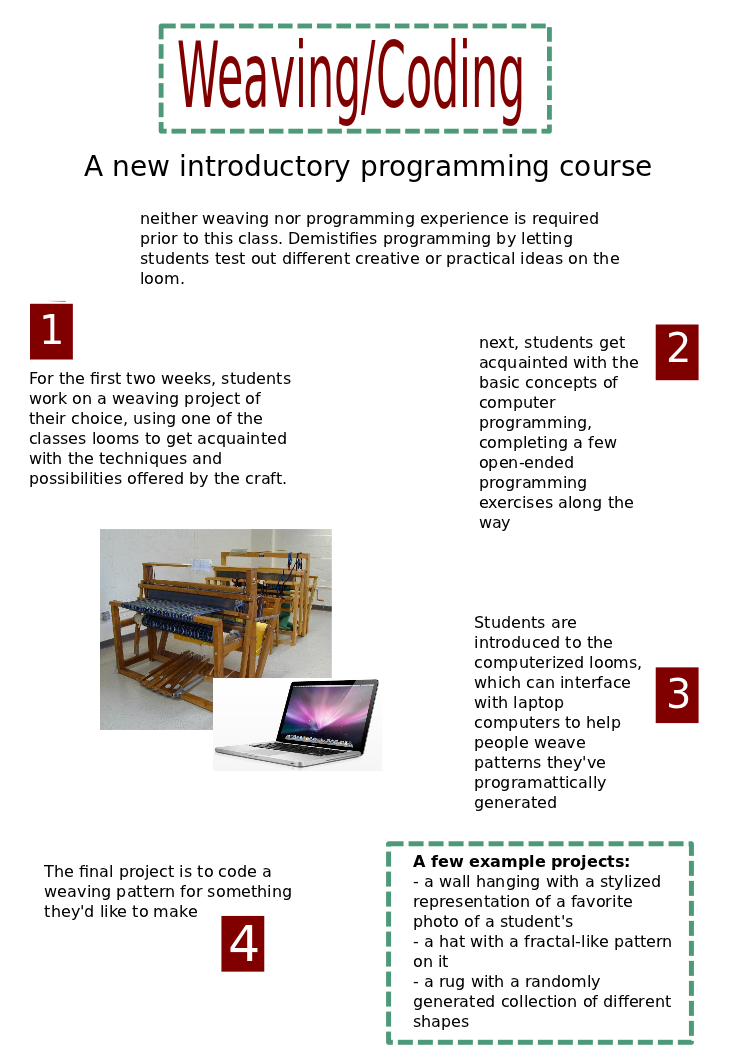 Weaving/Coding
A new introductory programming course
neither weaving nor programming experience is required
prior to this class. Demistifies programming by letting
students test out different creative or practical ideas on the
loom.
1
For the first two weeks, students
work on a weaving project of
their choice, using one of the
classes looms to get acquainted
with the techniques and
possibilities offered by the craft.
2
next, students get
acquainted with the
basic concepts of
computer
programming,
completing a few
open-ended
programming
exercises along the
way
3
Students are
introduced to the
computerized looms,
which can interface
with laptop
computers to help
people weave
patterns they've
programattically
generated
The final project is to code a
weaving pattern for something
they'd like to make
4
A few example projects:
- a wall hanging with a stylized
representation of a favorite
photo of a student's
- a hat with a fractal-like pattern
on it
- a rug with a randomly
generated collection of different
shapes